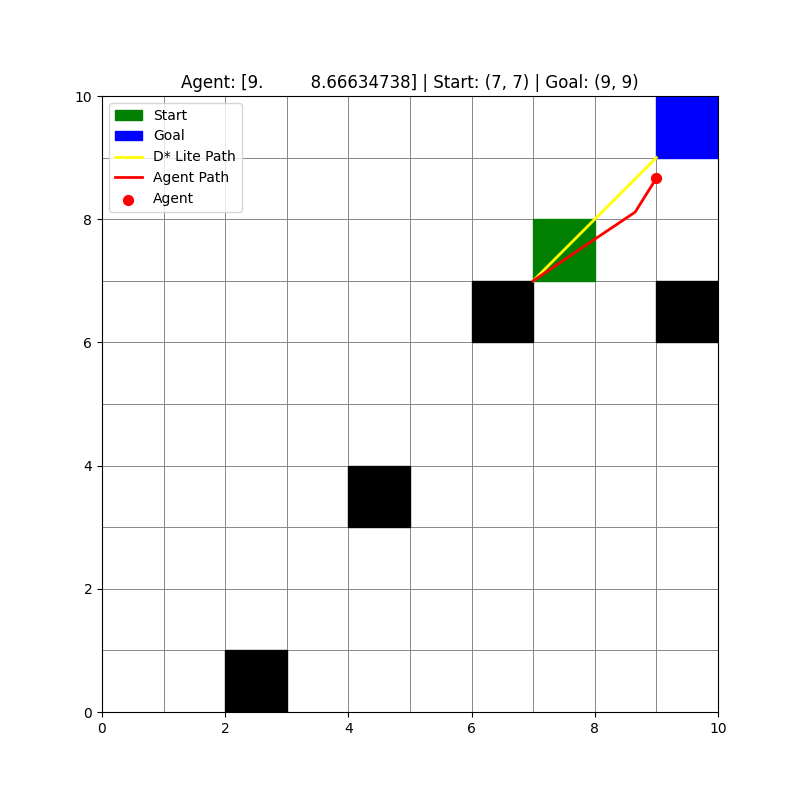 Agent: [9.         8.66634738] | Start: (7, 7) | Goal: (9, 9)
Start
Goal
D* Lite Path
Agent Path
Agent
10
8
6
4
2
0
0 2 4 6 8 10